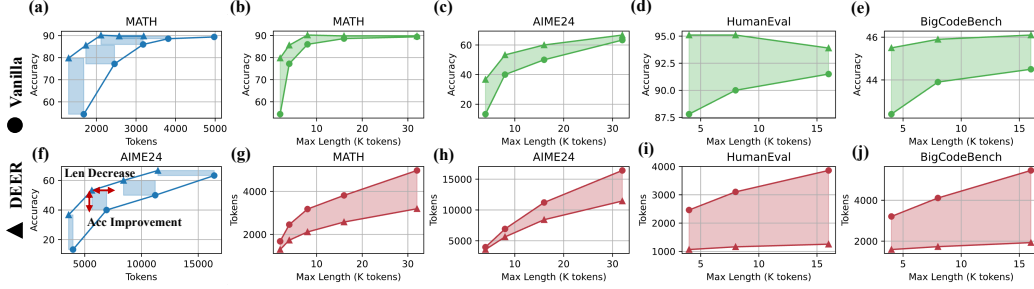 (a)
MATH
90
80
70
60
Accuracy
2000
3000
4000
5000
Tokens
(b)
MATH
90
80
70
60
Accuracy
0
10
20
30
Max Length (K tokens)
(c)
AIME24
60
40
20
Accuracy
10
20
30
Max Length (K tokens)
(d)
HumanEval
95.0
92.5
90.0
87.5
Accuracy
5
10
15
Max Length (K tokens)
(e)
BigCodeBench
46
44
Accuracy
5
10
15
Max Length (K tokens)
Vanilla
DEER
(f)
AIME24
Len Decrease
Acc Improvement
60
40
20
Accuracy
5000
10000
15000
Tokens
(g)
MATH
4000
2000
Tokens
0
10
20
30
Max Length (K tokens)
(h)
AIME24
15000
10000
5000
Tokens
10
20
30
Max Length (K tokens)
(i)
HumanEval
4000
3000
2000
1000
Tokens
5
10
15
Max Length (K tokens)
(j)
BigCodeBench
4000
2000
Tokens
5
10
15
Max Length (K tokens)